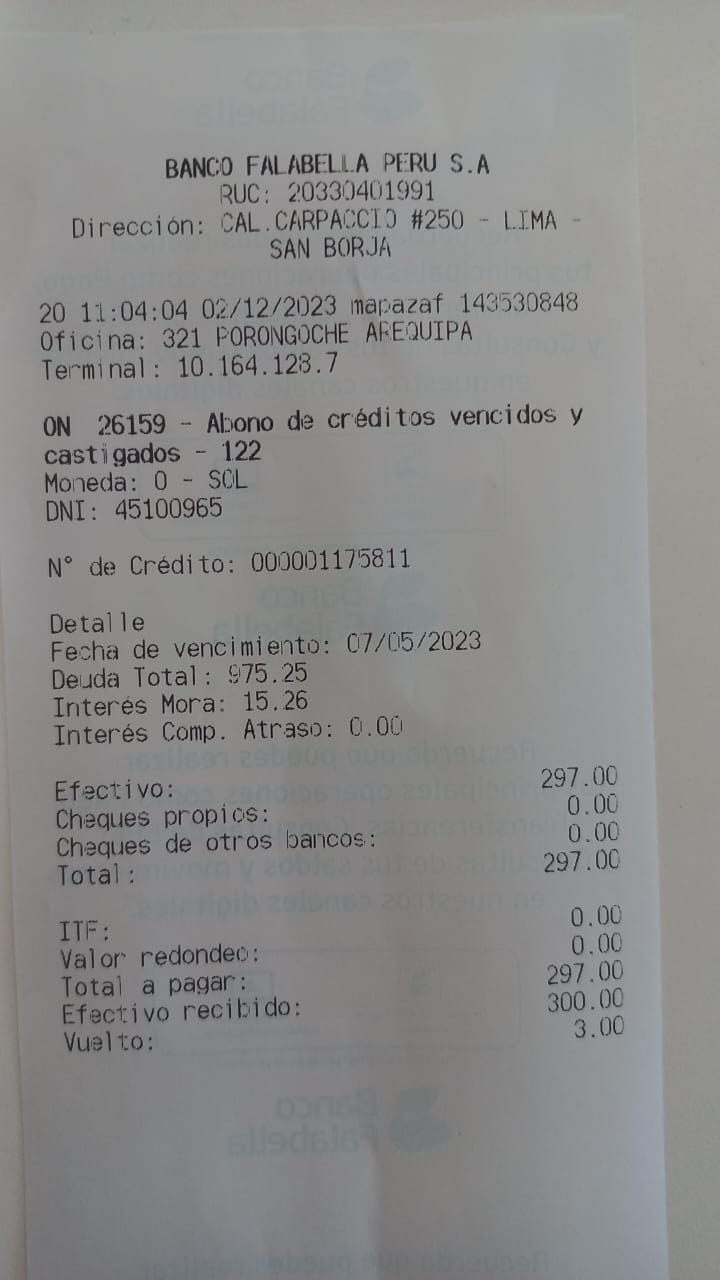 BANCO FALABELLA PERU S.A
RUC: 20330401991
Dirección: CAL.CARPACCIO #250 - LIMA -
SAN BORJA
20 11:04:04 02/12/2023 mapazaf 143530848
Oficina: 321 PORONGOCHE AREQUIPA
Terminal: 10.164.128.7
ON 26159 - Abono de créditos vencidos y
castigados - 122
Moneda: 0 - SOL
DNI: 45100965
N° de Crédito: 000001175811
Detalle
Fecha de vencimiento: 07/05/2023
Deuda Total: 975.25
Interés Mora: 15.26
Interés Comp. Atraso: 0.00
Efectivo: 297.00
Cheques propios: 0.00
Cheques de otros bancos: 0.00
Total: 297.00
ITF: 0.00
Valor redondeo: 0.00
Total a pagar: 297.00
Efectivo recibido: 300.00
Vuelto: 3.00
Banco
Falabella